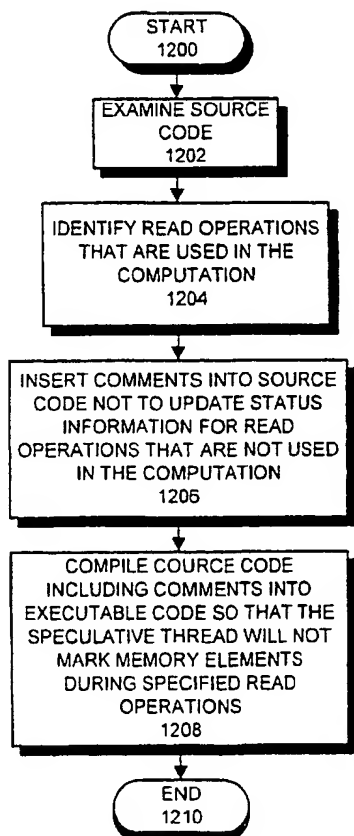 START
1200
EXAMINE SOURCE
CODE
1202
IDENTIFY READ OPERATIONS
THAT ARE USED IN THE
COMPUTATION
1204
INSERT COMMENTS INTO SOURCE
CODE NOT TO UPDATE STATUS
INFORMATION FOR READ
OPERATIONS THAT ARE NOT USED
IN THE COMPUTATION
1206
COMPILE COURCE CODE
INCLUDING COMMENTS INTO
EXECUTABLE CODE SO THAT THE
SPECULATIVE THREAD WILL NOT
MARK MEMORY ELEMENTS
DURING SPECIFIED READ
OPERATIONS
1208
END
1210